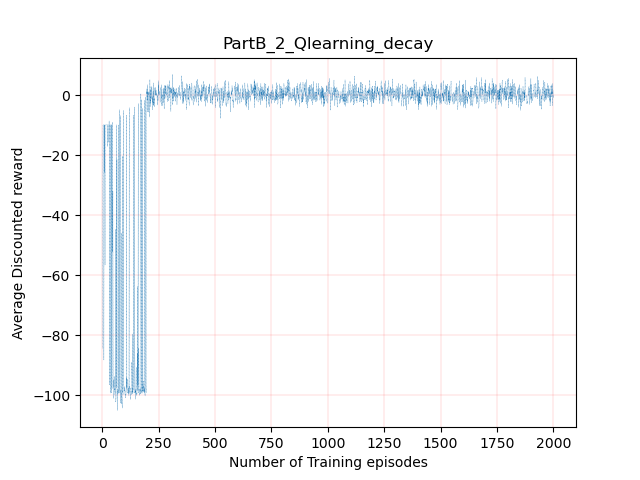 PartB_2_Qlearning_decay
0
−20
−40
−60
−80
−100
Average Discounted reward
0 250 500 750 1000 1250 1500 1750 2000
Number of Training episodes